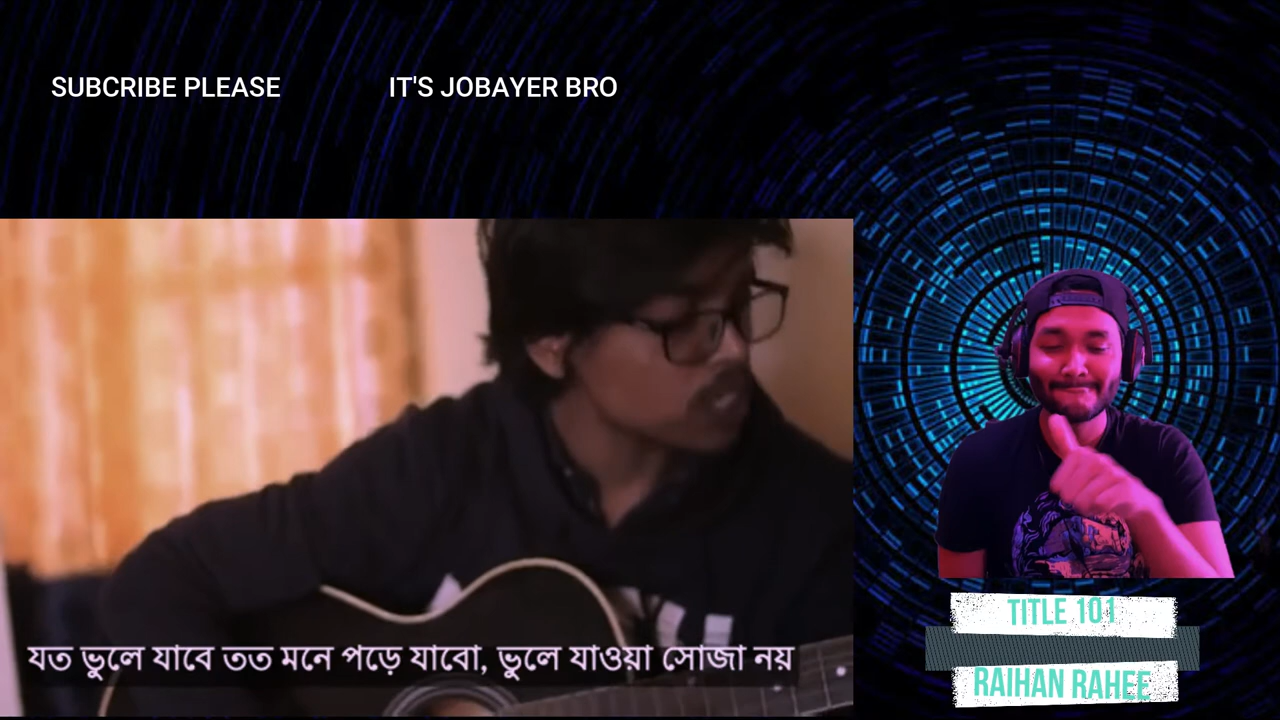 SUBCRIBE PLEASE
IT'S JOBAYER BRO
যত ভুলে যাবে তত মনে পড়ে যাবো, ভুলে যাওয়া সোজা নয়
TITLE 101
RAIHAN RAHEE